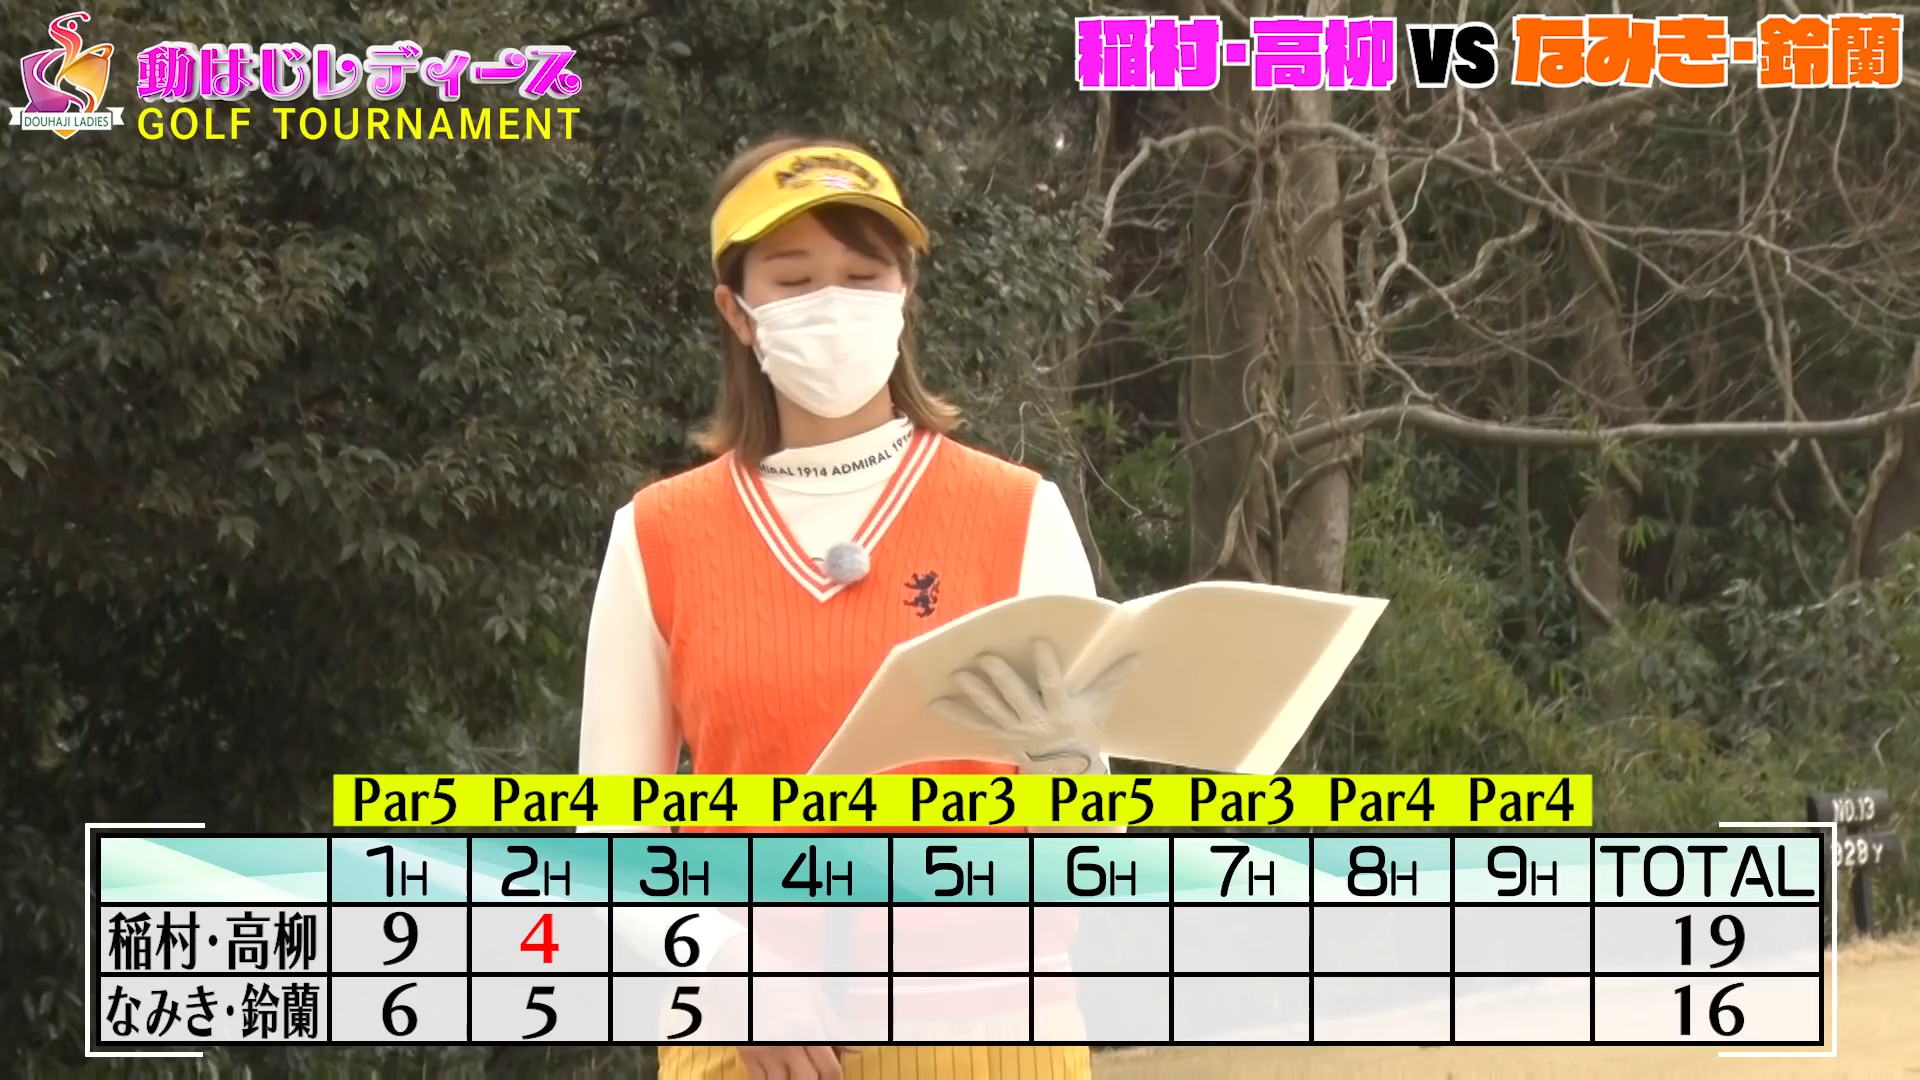 動はじレディース
GOLF TOURNAMENT
DOUHAJI LADIES
稲村・高柳 VS なみき・鈴蘭
Admiral
ADMIRAL 1914 ADMIRAL 191
Par5 Par4 Par4 Par4 Par3 Par5 Par3 Par4 Par4
NO.13
328Y
1H 2H 3H 4H 5H 6H 7H 8H 9H TOTAL
稲村・高柳 9 4 6 19
なみき・鈴蘭 6 5 5 16